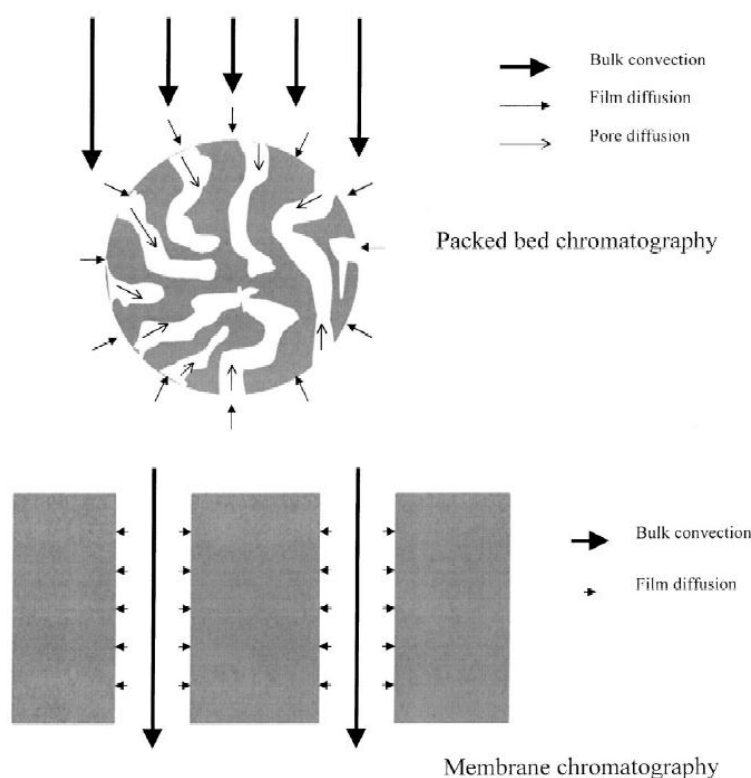 Bulk convection
Film diffusion
Pore diffusion
Packed bed chromatography
Bulk convection
Film diffusion
Membrane chromatography